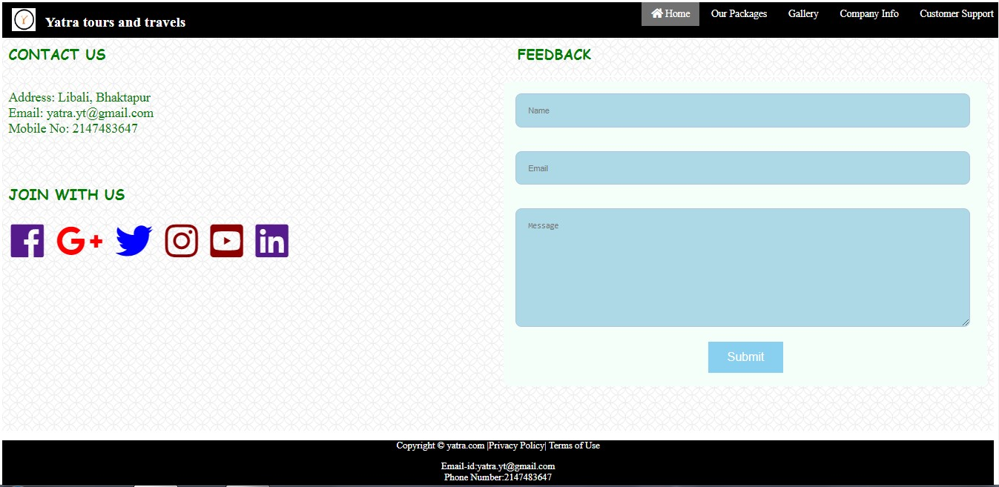 Y Yatra tours and travels Home Our Packages Gallery Company Info Customer Support
CONTACT US
Address: Libali, Bhaktapur
Email: yatra.yt@gmail.com
Mobile No: 2147483647
JOIN WITH US
f G+ in
FEEDBACK
Name
Email
Message
Submit
Copyright © yatra.com |Privacy Policy| Terms of Use
Email-id:yatra.yt@gmail.com
Phone Number:2147483647